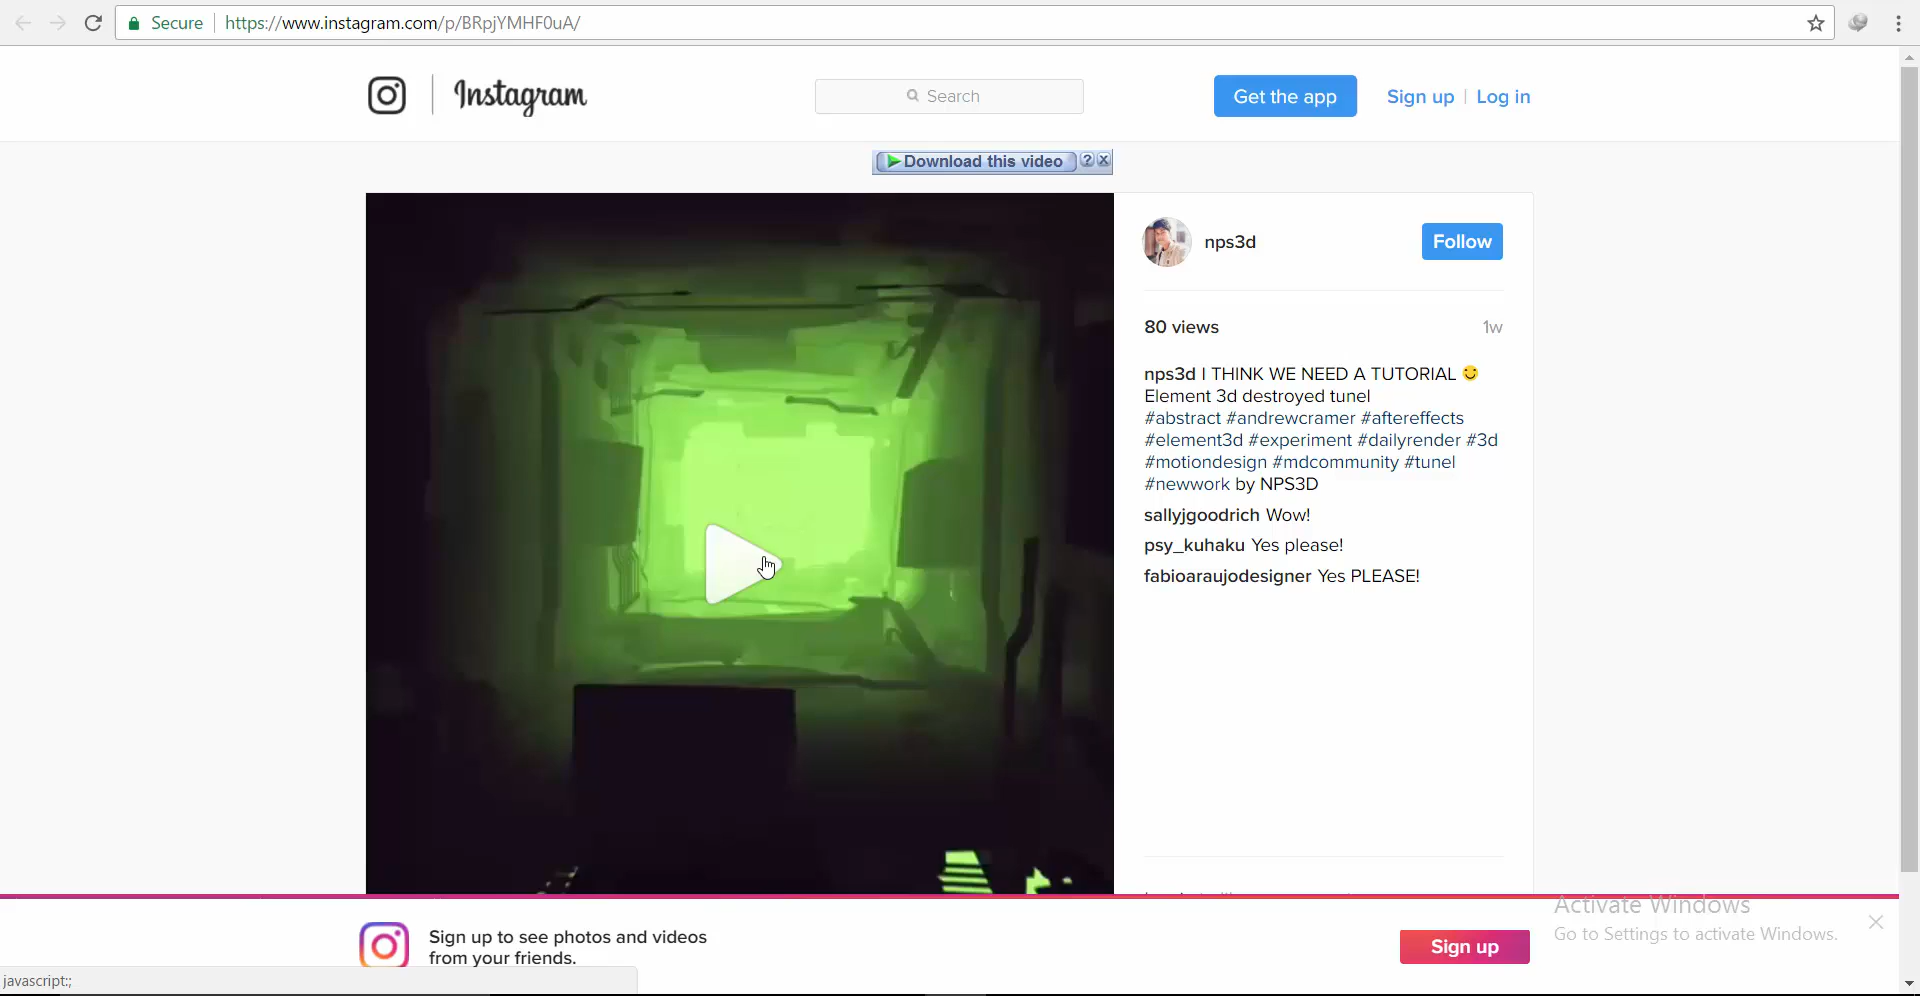 Secure https://www.instagram.com/p/BRpjYMHF0uA/
Instagram
Search
Get the app
Sign up | Log in
Download this video
nps3d
Follow
80 views
1w
nps3d I THINK WE NEED A TUTORIAL 
Element 3d destroyed tunel
#abstract #andrewcramer #aftereffects
#element3d #experiment #dailyrender #3d
#motiondesign #mdcommunity #tunel
#newwork by NPS3D
sallyjgoodrich Wow!
psy_kuhaku Yes please!
fabioaraujodesigner Yes PLEASE!
Sign up to see photos and videos
from your friends.
Sign up
Activate Windows
Go to Settings to activate Windows.
javascript:;